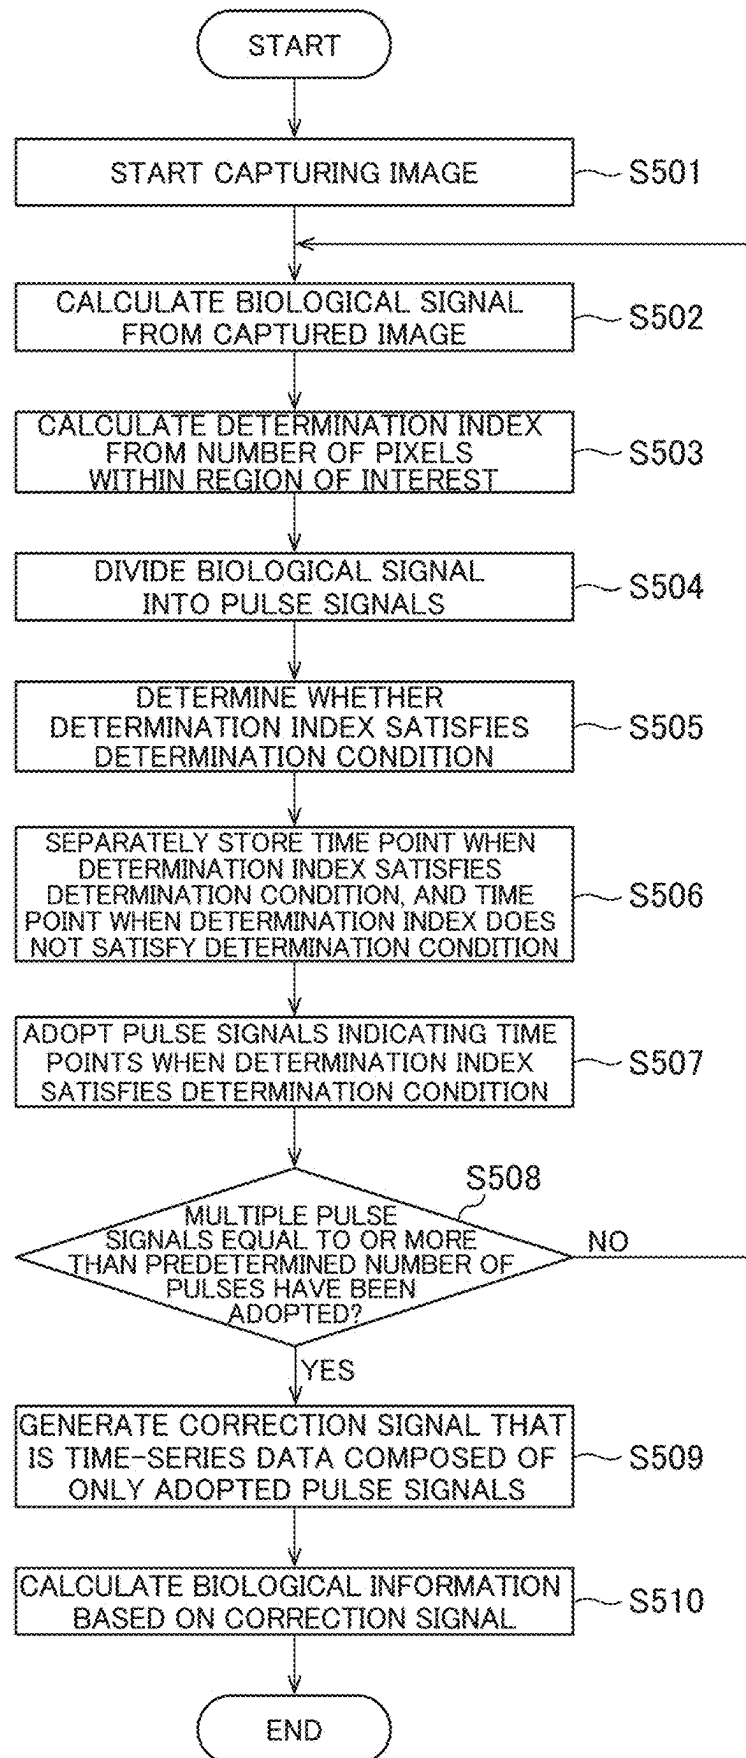 START
START CAPTURING IMAGE
S501
CALCULATE BIOLOGICAL SIGNAL
FROM CAPTURED IMAGE
S502
CALCULATE DETERMINATION INDEX
FROM NUMBER OF PIXELS
WITHIN REGION OF INTEREST
S503
DIVIDE BIOLOGICAL SIGNAL
INTO PULSE SIGNALS
S504
DETERMINE WHETHER
DETERMINATION INDEX SATISFIES
DETERMINATION CONDITION
S505
SEPARATELY STORE TIME POINT WHEN
DETERMINATION INDEX SATISFIES
DETERMINATION CONDITION, AND TIME
POINT WHEN DETERMINATION INDEX DOES
NOT SATISFY DETERMINATION CONDITION
S506
ADOPT PULSE SIGNALS INDICATING TIME
POINTS WHEN DETERMINATION INDEX
SATISFIES DETERMINATION CONDITION
S507
S508
MULTIPLE PULSE
SIGNALS EQUAL TO OR MORE
THAN PREDETERMINED NUMBER OF
PULSES HAVE BEEN
ADOPTED?
NO
YES
GENERATE CORRECTION SIGNAL THAT
IS TIME-SERIES DATA COMPOSED OF
ONLY ADOPTED PULSE SIGNALS
S509
CALCULATE BIOLOGICAL INFORMATION
BASED ON CORRECTION SIGNAL
S510
END